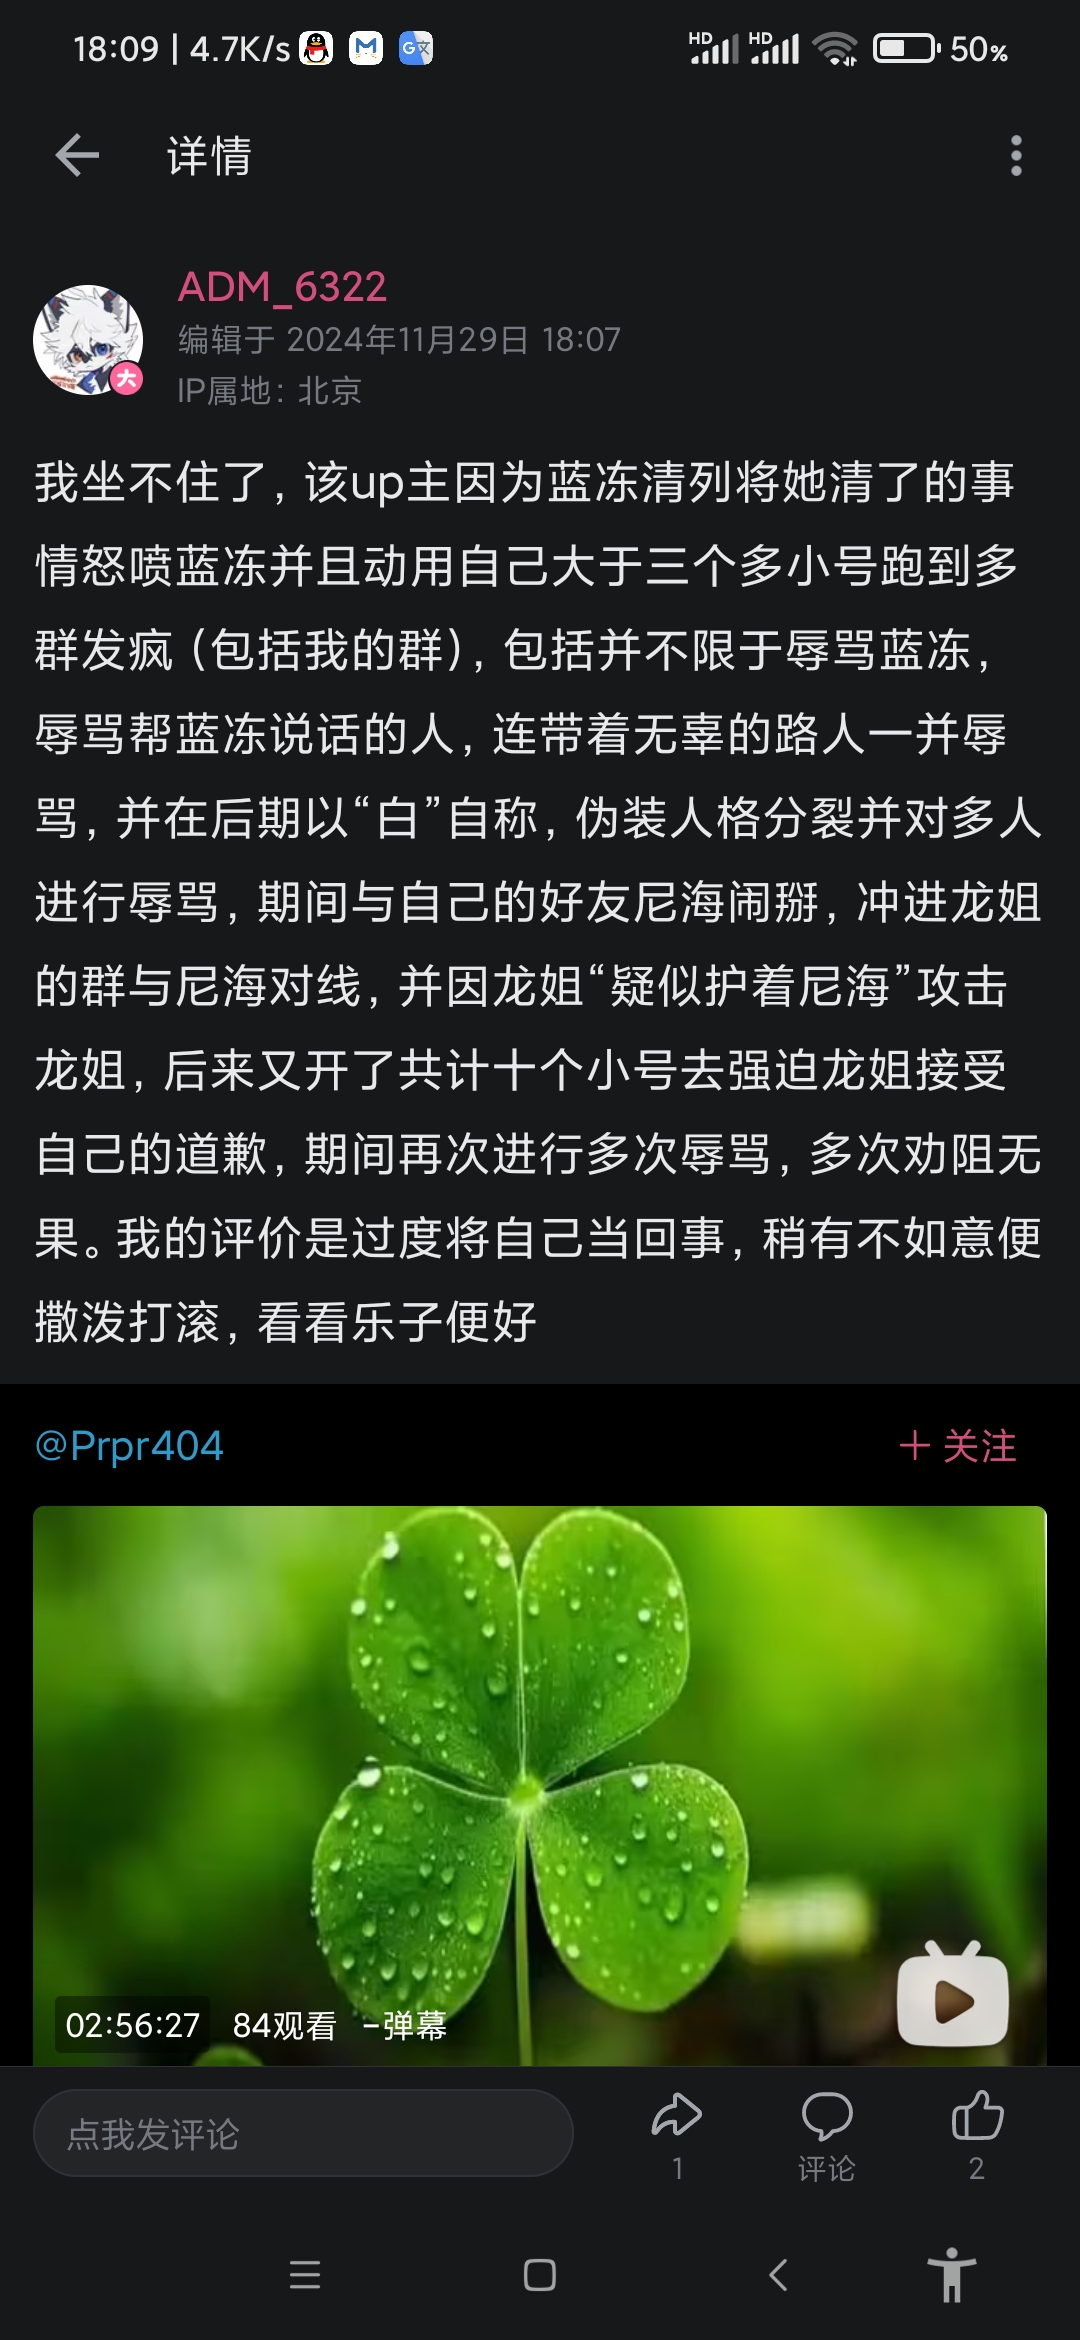 18:09 | 4.7K/s HD HD 50%
详情
ADM_6322
编辑于 2024年11月29日 18:07
IP属地：北京
我坐不住了，该up主因为蓝冻清列将她清了的事
情怒喷蓝冻并且动用自己大于三个多小号跑到多
群发疯（包括我的群），包括并不限于辱骂蓝冻，
辱骂帮蓝冻说话的人，连带着无辜的路人一并辱
骂，并在后期以“白”自称，伪装人格分裂并对多人
进行辱骂，期间与自己的好友尼海闹掰，冲进龙姐
的群与尼海对线，并因龙姐“疑似护着尼海”攻击
龙姐，后来又开了共计十个小号去强迫龙姐接受
自己的道歉，期间再次进行多次辱骂，多次劝阻无
果。我的评价是过度将自己当回事，稍有不如意便
撒泼打滚，看看乐子便好
@Prpr404
+ 关注
02:56:27 84观看 -弹幕
点我发评论
1 评论 2